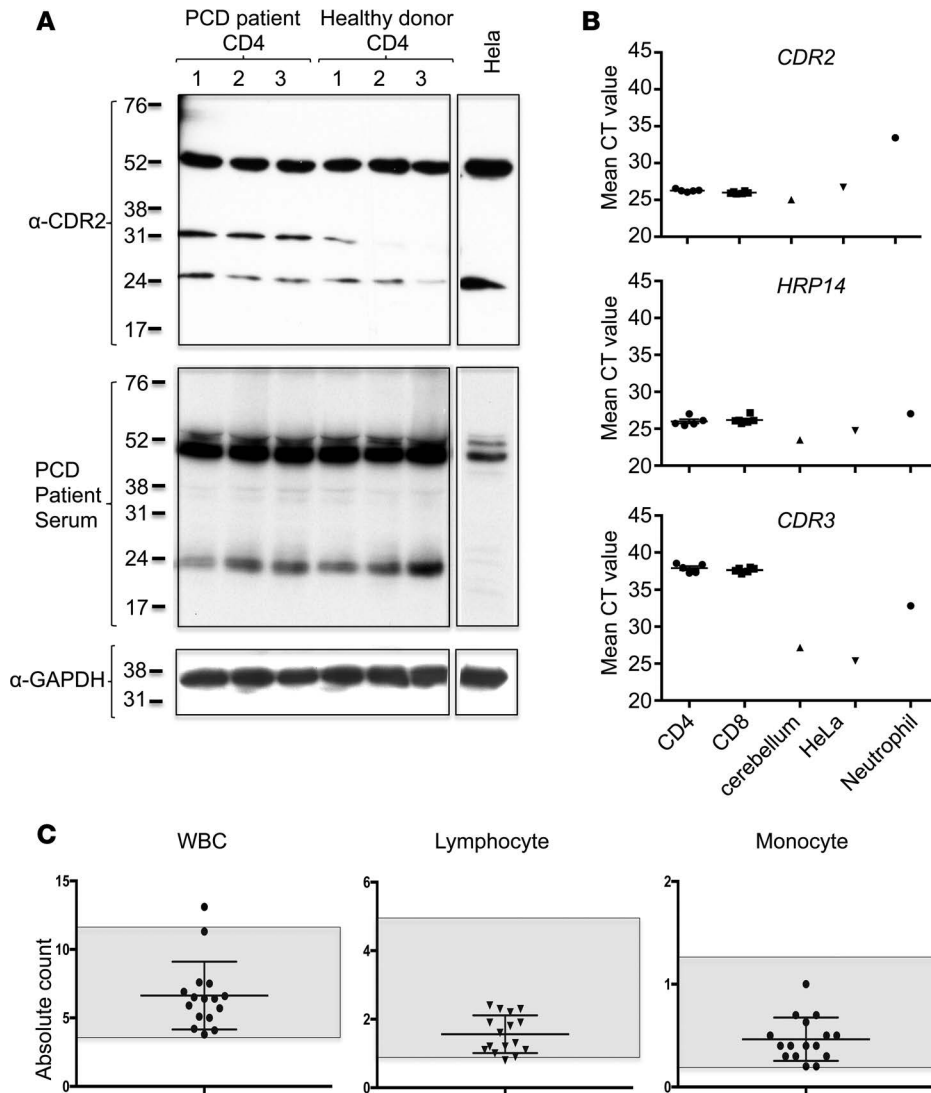 A
PCD patient
CD4
Healthy donor
CD4
Hela
1 2 3 1 2 3
α-CDR2
76
52
38
31
24
17
PCD
Patient
Serum
76
52
38
31
24
17
α-GAPDH
38
31
B
CDR2
Mean CT value
45
40
35
30
25
20
HRP14
Mean CT value
45
40
35
30
25
20
CDR3
Mean CT value
45
40
35
30
25
20
CD4
CD8
cerebellum
HeLa
Neutrophil
C
WBC
Absolute count
15
10
5
0
Lymphocyte
6
4
2
0
Monocyte
2
1
0